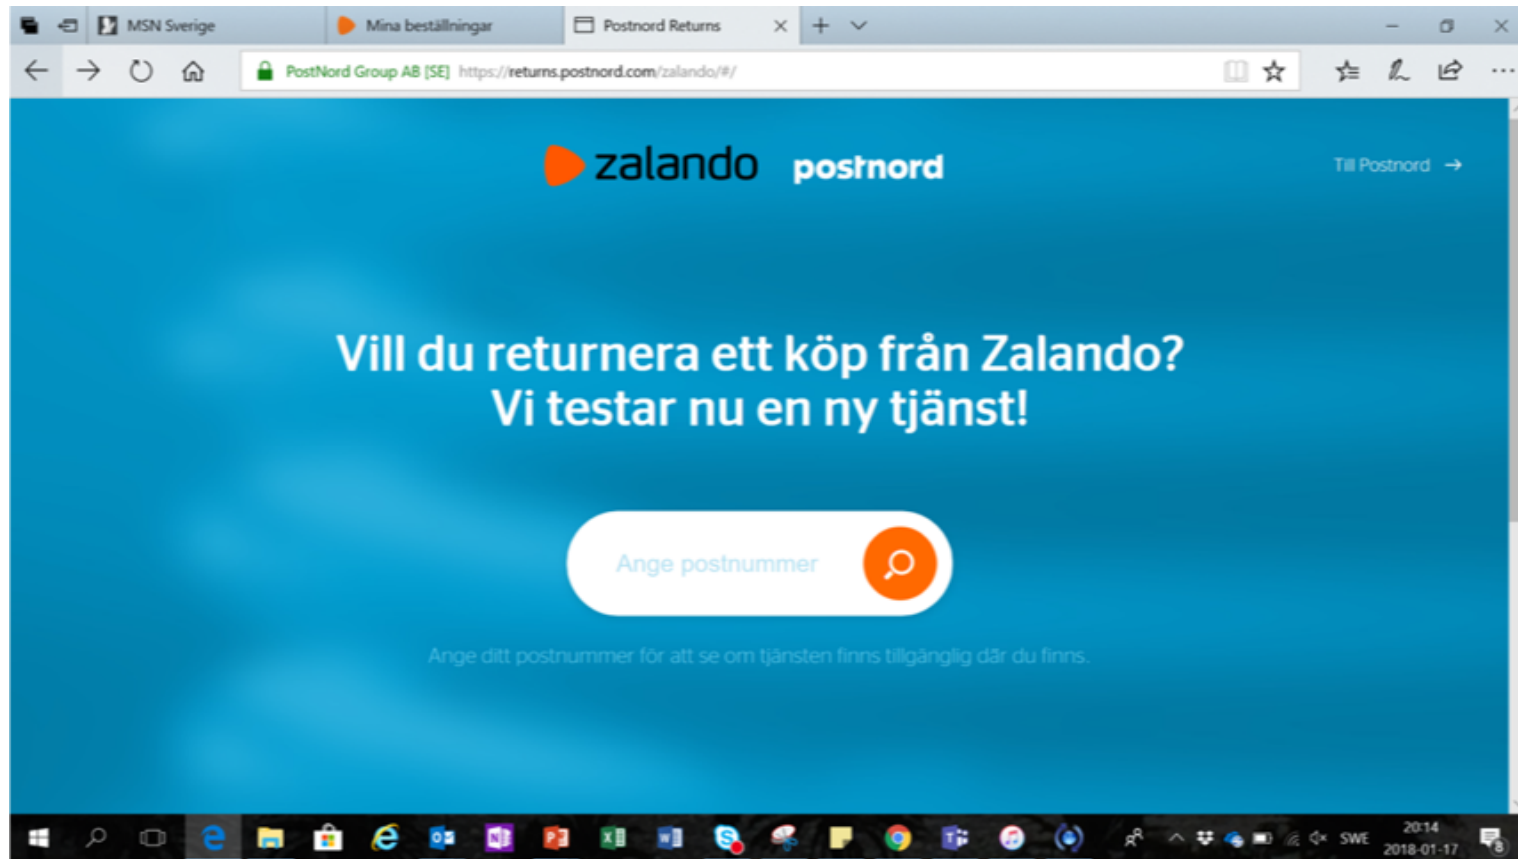 MSN Sverige
Mina beställningar
Postnord Returns
PostNord Group AB [SE] https://returns.postnord.com/zalando/#/
zalando postnord
Till Postnord →
Vill du returnera ett köp från Zalando?
Vi testar nu en ny tjänst!
Ange postnummer
Ange ditt postnummer för att se om tjänsten finns tillgänglig där du finns.
SWE
20:14
2018-01-17
8